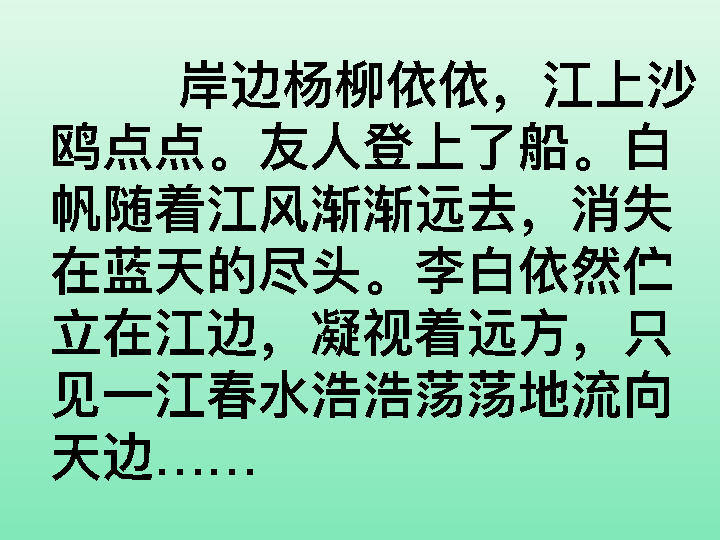 岸边杨柳依依，江上沙
鸥点点。友人登上了船。白
帆随着江风渐渐远去，消失
在蓝天的尽头。李白依然伫
立在江边，凝视着远方，只
见一江春水浩浩荡荡地流向
天边……